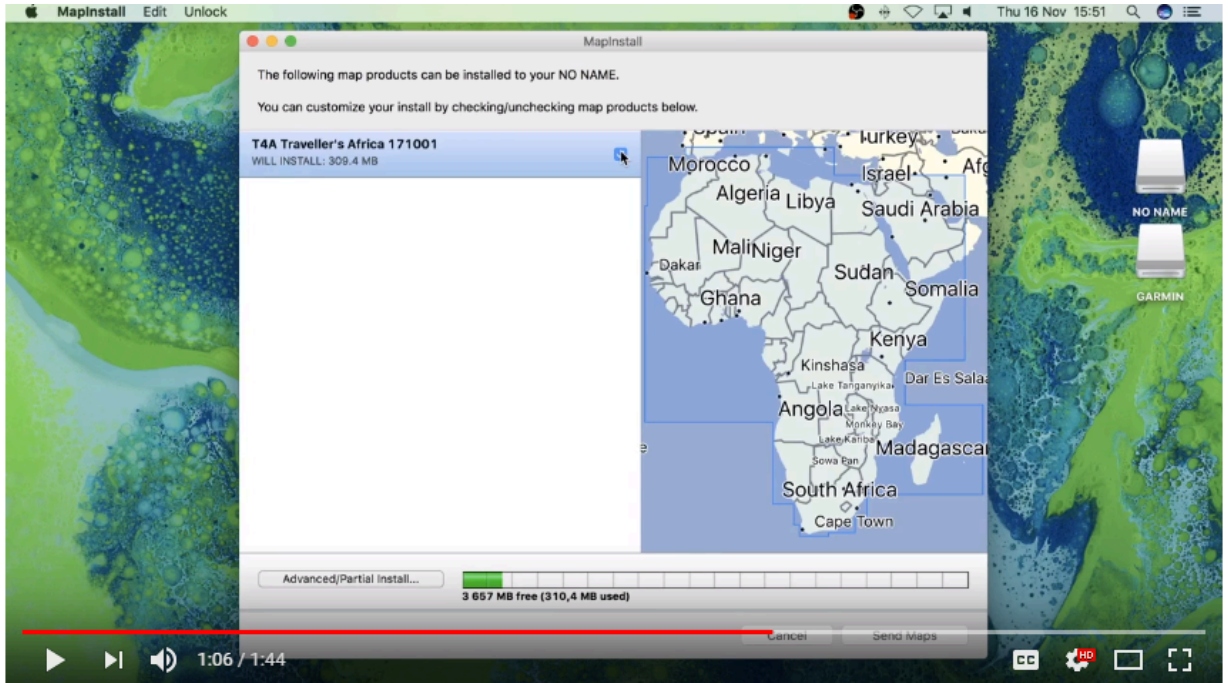 MapInstall Edit Unlock Thu 16 Nov 15:51
MapInstall
The following map products can be installed to your NO NAME.
You can customize your install by checking/unchecking map products below.
T4A Traveller's Africa 171001
WILL INSTALL: 309.4 MB
Spain
Turkey
Morocco
Israel
Algeria
Libya
Saudi Arabia
NO NAME
Mali
Niger
Dakar
Sudan
Somalia
GARMIN
Ghana
Kenya
Kinshasa
Lake Tanganyika
Dar Es Salaa
Angola
Lake Nyasa
Monkey Bay
Lake Kariba
Madagascar
Sowa Pan
South Africa
Cape Town
Advanced/Partial Install...
3 657 MB free (310,4 MB used)
Cancel Send Maps
1:06 / 1:44 CC HD